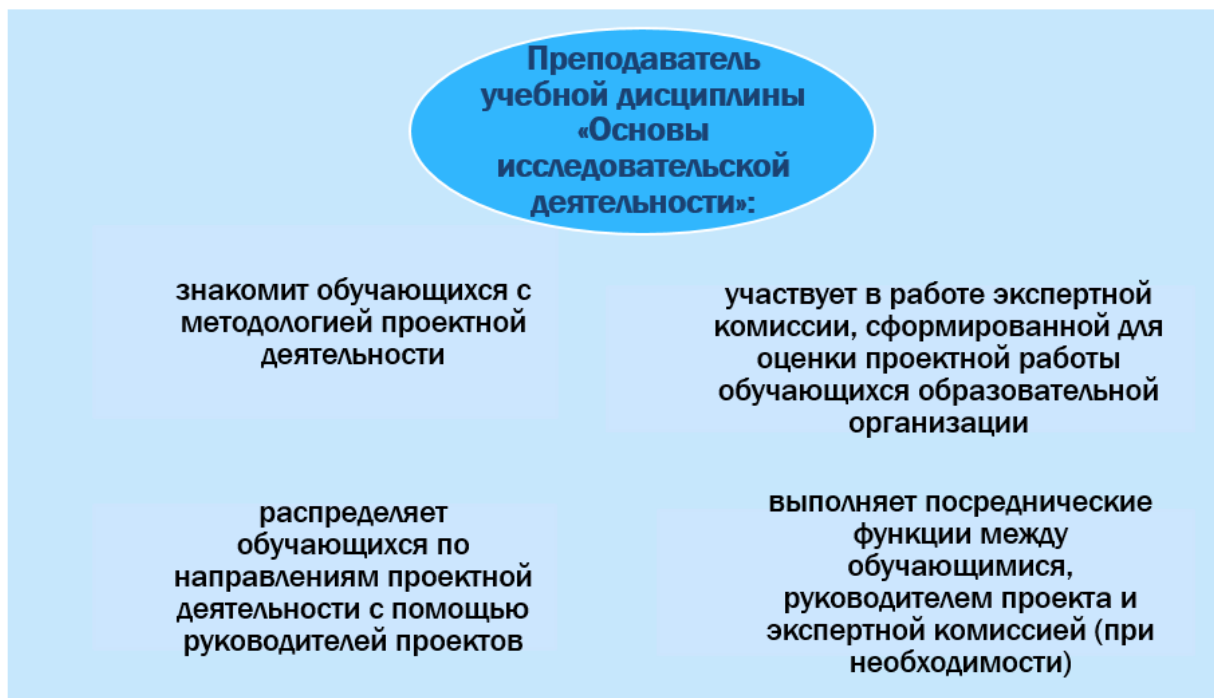 Преподаватель
учебной дисциплины
«Основы
исследовательской
деятельности»:
знакомит обучающихся с
методологией проектной
деятельности
участвует в работе экспертной
комиссии, сформированной для
оценки проектной работы
обучающихся образовательной
организации
распределяет
обучающихся по
направлениям проектной
деятельности с помощью
руководителей проектов
выполняет посреднические
функции между
обучающимися,
руководителем проекта и
экспертной комиссией (при
необходимости)